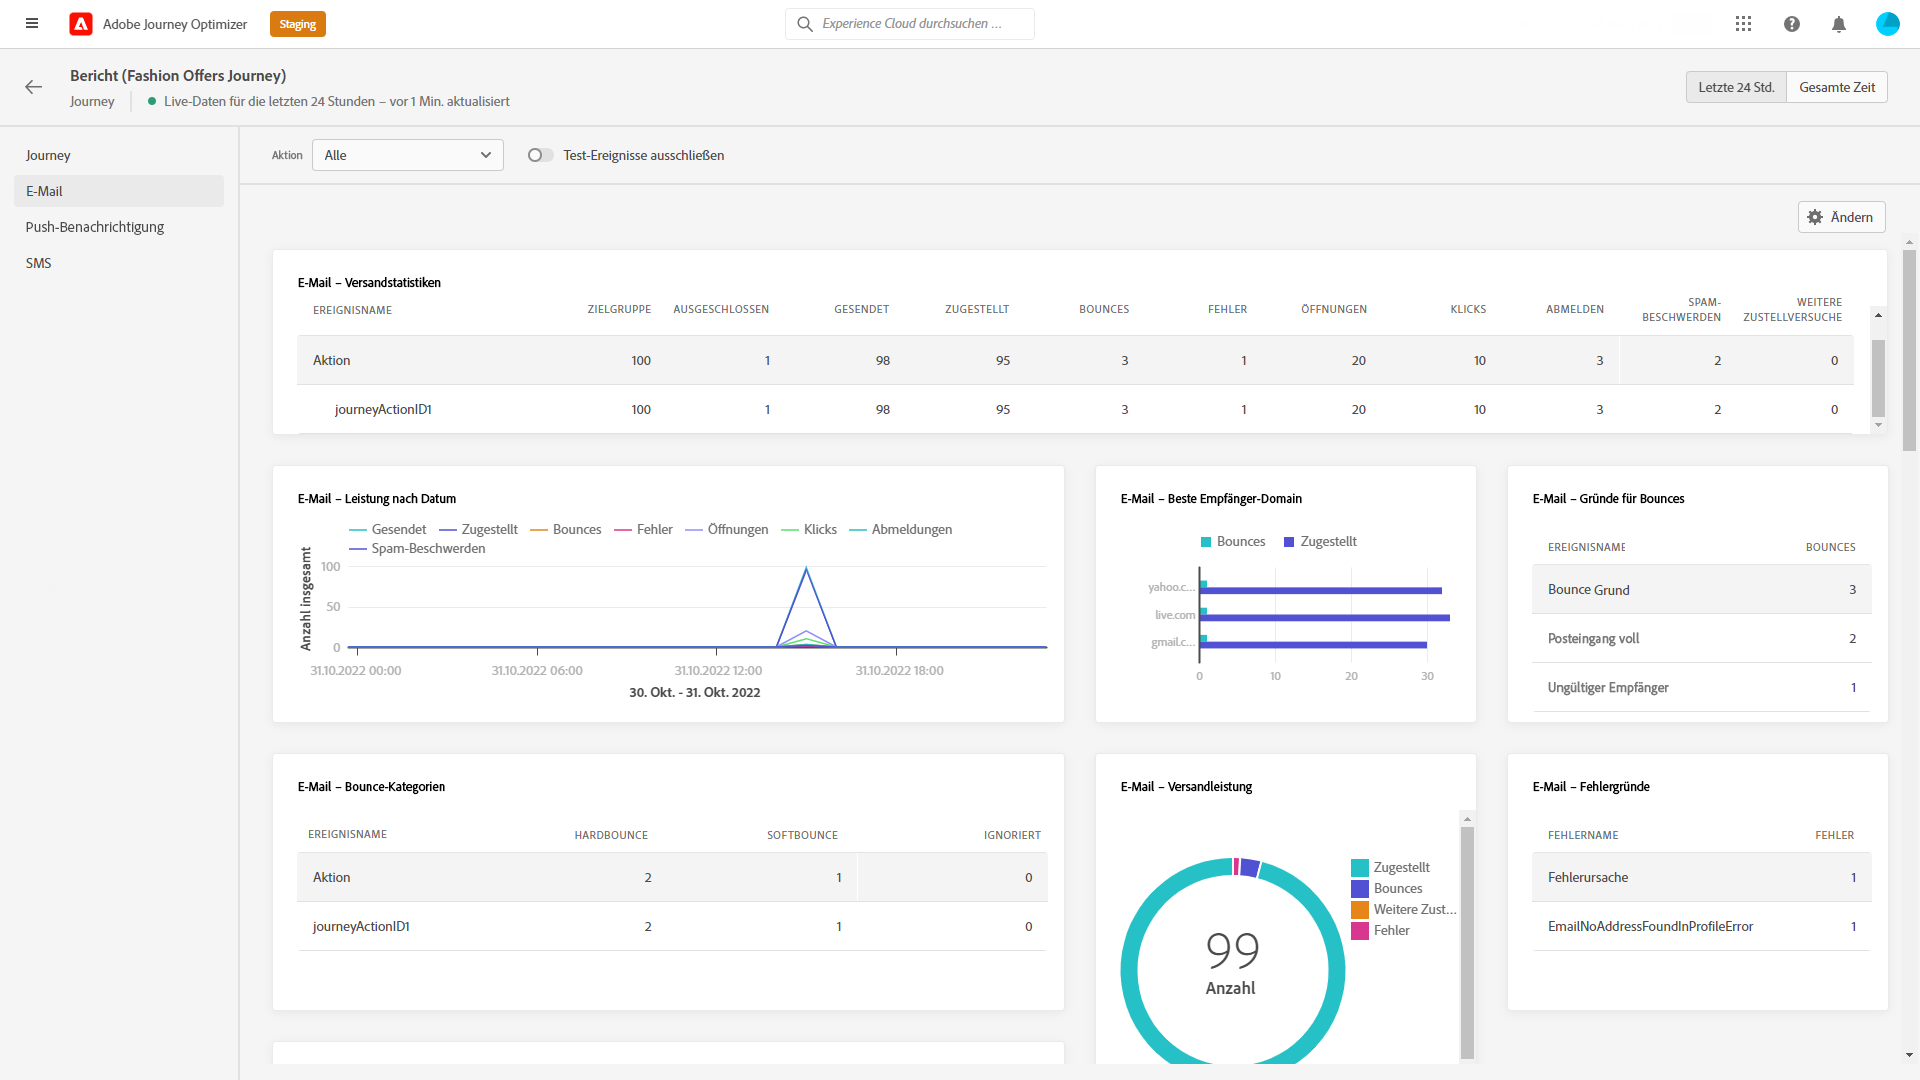 Adobe Journey Optimizer
Staging
Experience Cloud durchsuchen ...
Bericht (Fashion Offers Journey)
Journey
Live-Daten für die letzten 24 Stunden – vor 1 Min. aktualisiert
Letzte 24 Std.
Gesamte Zeit
Journey
E-Mail
Push-Benachrichtigung
SMS
Aktion
Alle
Test-Ereignisse ausschließen
Ändern
E-Mail – Versandstatistiken
EREIGNISNAME ZIELGRUPPE AUSGESCHLOSSEN GESENDET ZUGESTELLT BOUNCES FEHLER ÖFFNUNGEN KLICKS ABMELDEN SPAM-BESCHWERDEN WEITERE ZUSTELLVERSUCHE
Aktion 100 1 98 95 3 1 20 10 3 2 0
journeyActionID1 100 1 98 95 3 1 20 10 3 2 0
E-Mail – Leistung nach Datum
Gesendet Zugestellt Bounces Fehler Öffnungen Klicks Abmeldungen
Spam-Beschwerden
Anzahl insgesamt
100
50
0
31.10.2022 00:00 31.10.2022 06:00 31.10.2022 12:00 31.10.2022 18:00
30. Okt. - 31. Okt. 2022
E-Mail – Beste Empfänger-Domain
Bounces Zugestellt
yahoo.c...
live.com
gmail.c...
0 10 20 30
E-Mail – Gründe für Bounces
EREIGNISNAME BOUNCES
Bounce Grund 3
Posteingang voll 2
Ungültiger Empfänger 1
E-Mail – Bounce-Kategorien
EREIGNISNAME HARDBOUNCE SOFTBOUNCE IGNORIERT
Aktion 2 1 0
journeyActionID1 2 1 0
E-Mail – Versandleistung
Zugestellt
Bounces
Weitere Zust...
Fehler
99
Anzahl
E-Mail – Fehlergründe
FEHLERNAME FEHLER
Fehlerursache 1
EmailNoAddressFoundInProfileError 1